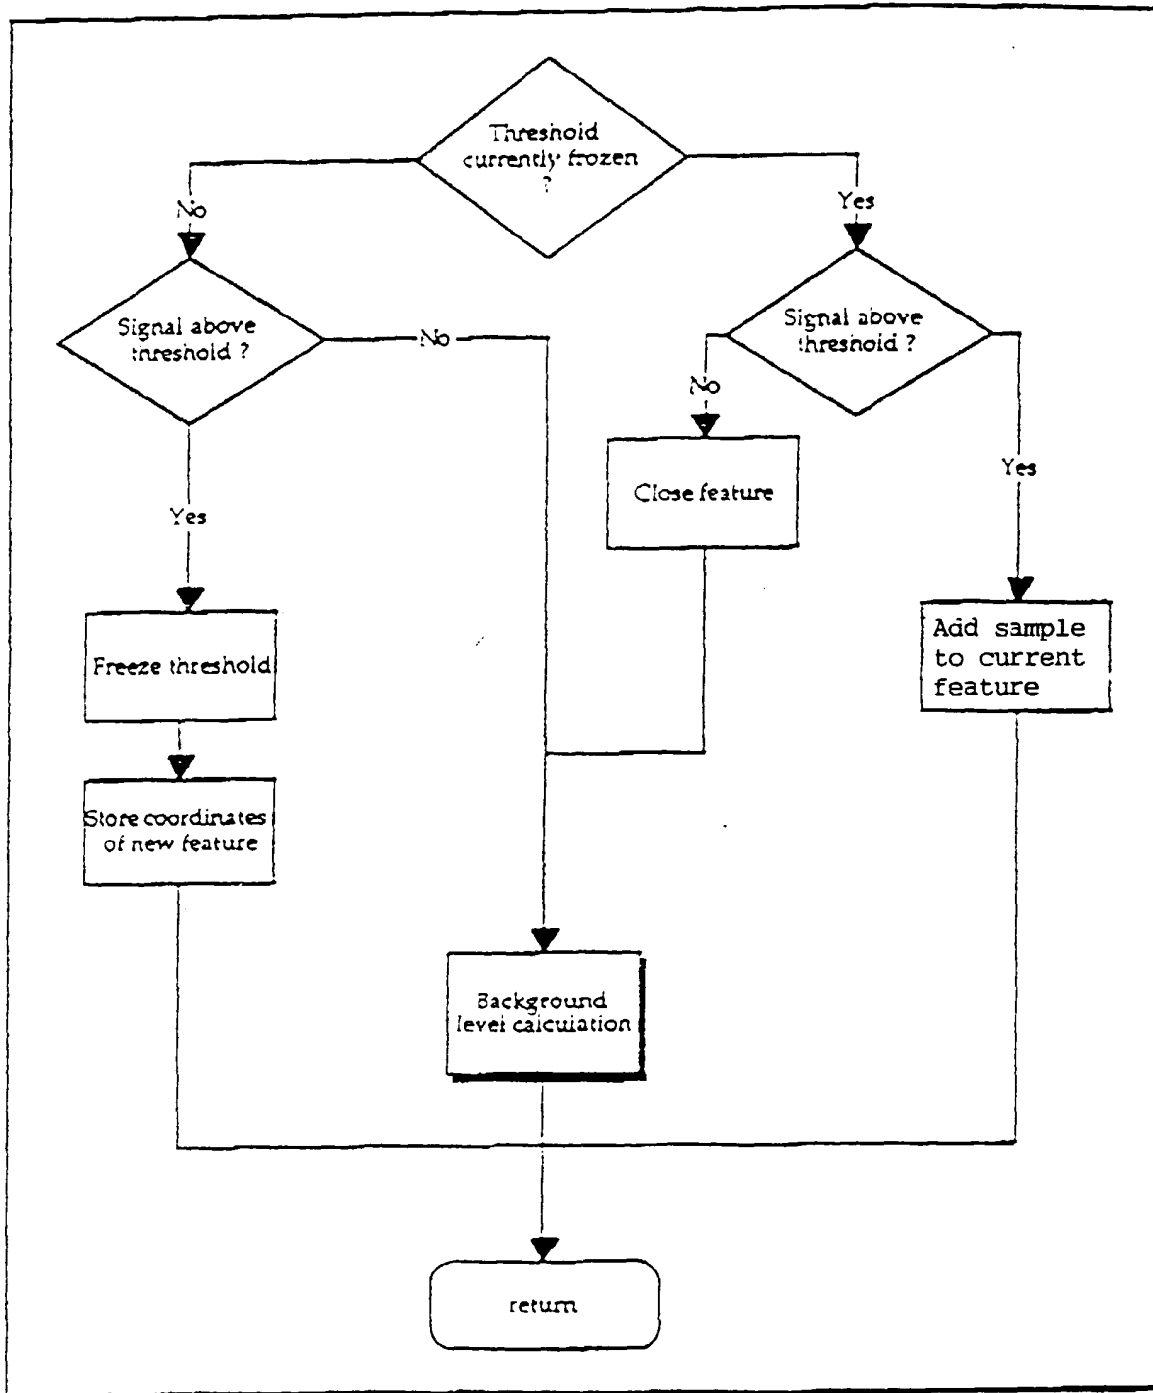 Threshold
currently frozen
?
No
Yes
Signal above
threshold ?
No
Signal above
threshold ?
No
Close feature
Yes
Yes
Freeze threshold
Add sample
to current
feature
Store coordinates
of new feature
Background
level calculation
return